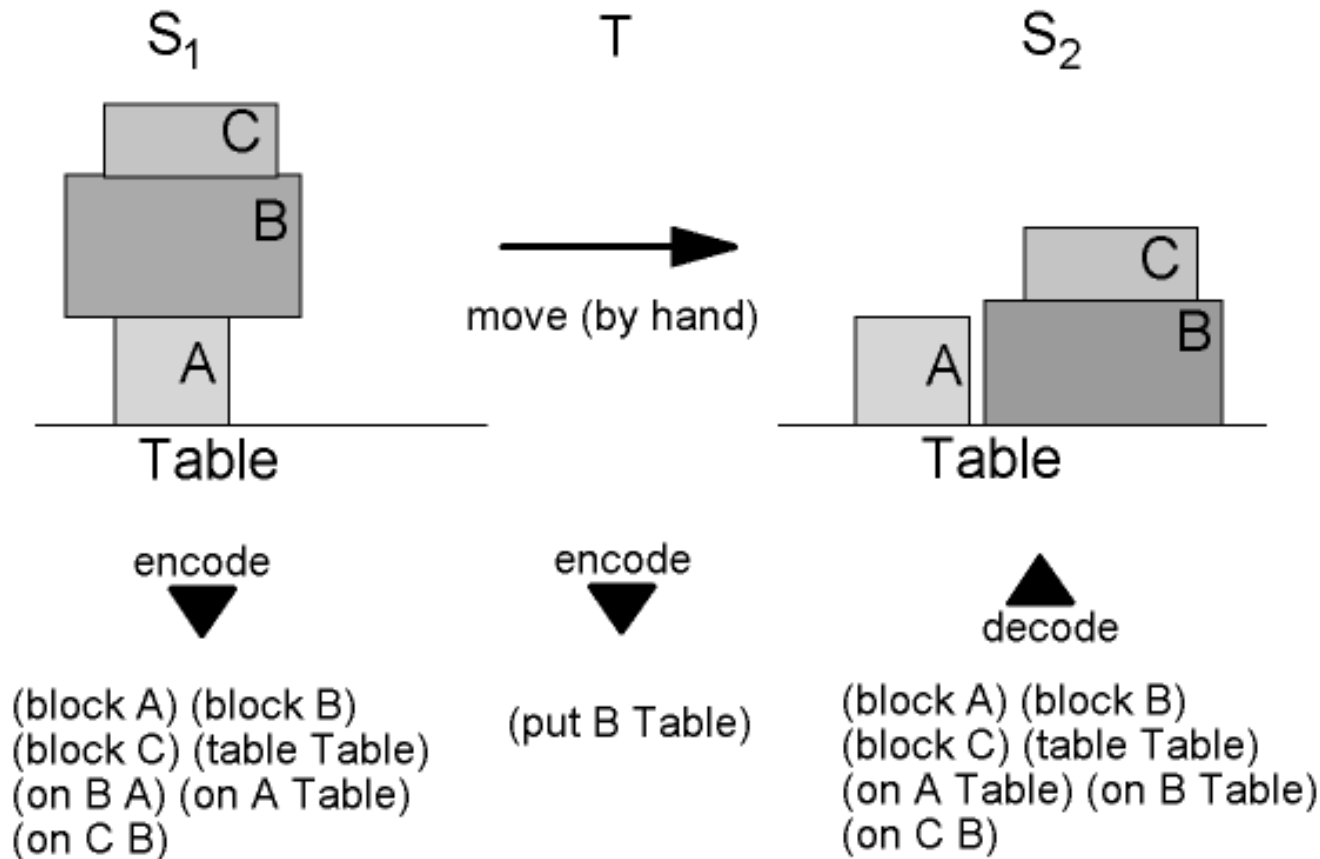 S₁ T S₂
C
B
A
Table
move (by hand)
C
B
A
Table
encode
encode
decode
(block A) (block B)
(block C) (table Table)
(on B A) (on A Table)
(on C B)
(put B Table)
(block A) (block B)
(block C) (table Table)
(on A Table) (on B Table)
(on C B)